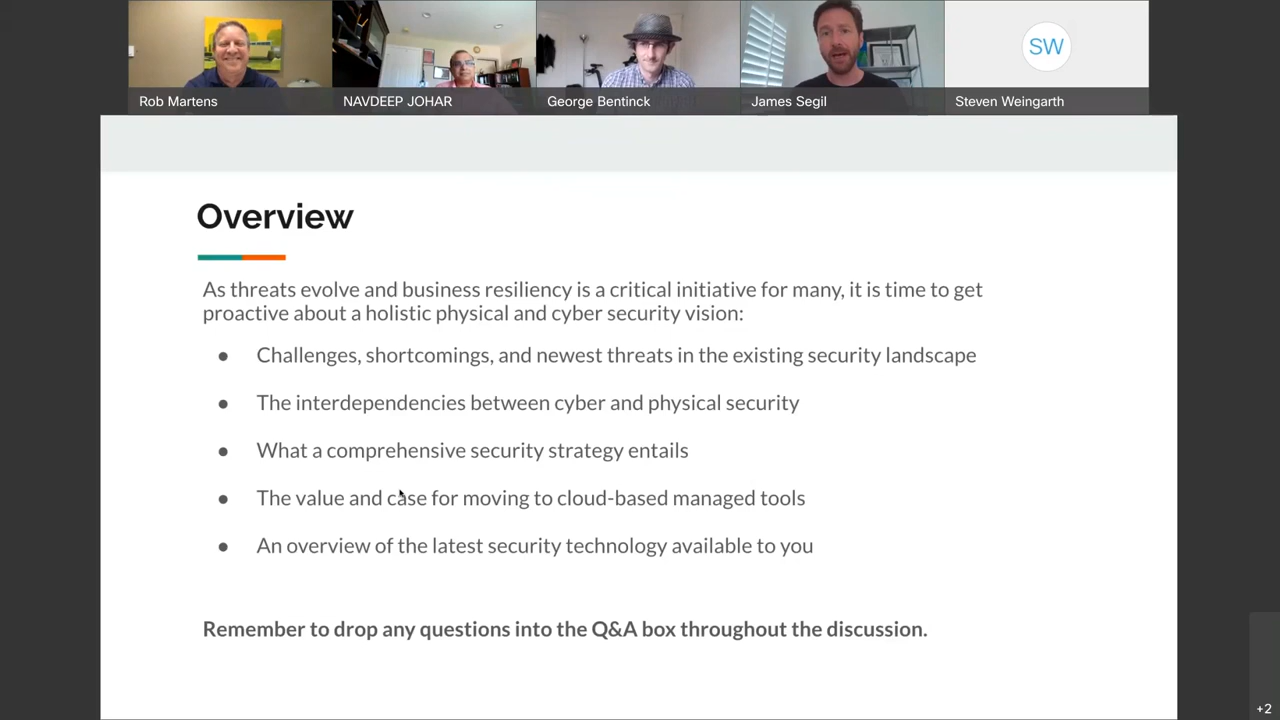 Rob Martens
NAVDEEP JOHAR
George Bentinck
James Segil
SW
Steven Weingarth
Overview
As threats evolve and business resiliency is a critical initiative for many, it is time to get
proactive about a holistic physical and cyber security vision:
● Challenges, shortcomings, and newest threats in the existing security landscape
● The interdependencies between cyber and physical security
● What a comprehensive security strategy entails
● The value and case for moving to cloud-based managed tools
● An overview of the latest security technology available to you
Remember to drop any questions into the Q&A box throughout the discussion.
+2